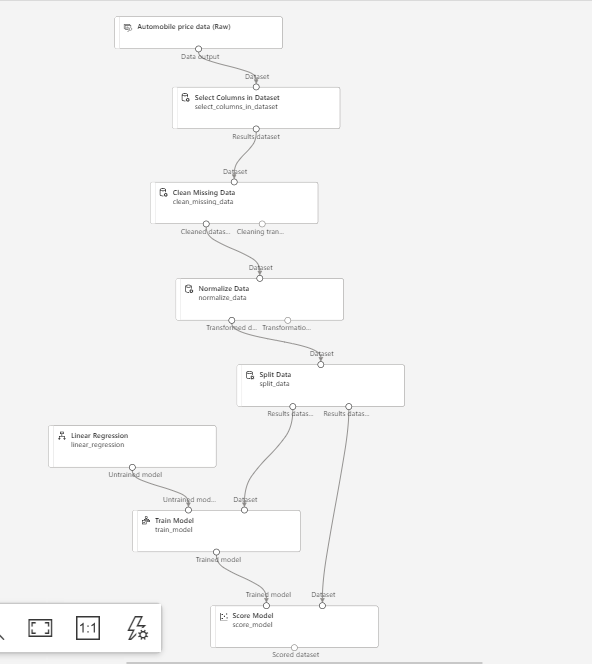 Automobile price data (Raw)
Data output
Dataset
Select Columns in Dataset
select_columns_in_dataset
Results dataset
Dataset
Clean Missing Data
clean_missing_data
Cleaned datas... Cleaning tran...
Dataset
Normalize Data
normalize_data
Transformed d... Transformatio...
Dataset
Split Data
split_data
Results datas... Results datas...
Linear Regression
linear_regression
Untrained model
Untrained mod... Dataset
Train Model
train_model
Trained model
Trained model Dataset
Score Model
score_model
Scored dataset
1:1